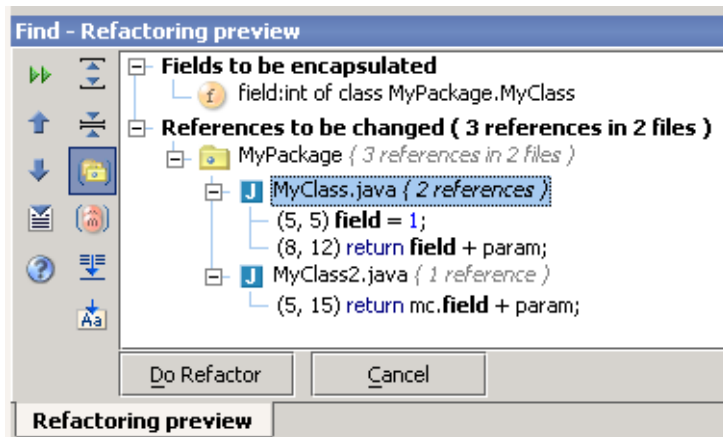 Find - Refactoring preview
Fields to be encapsulated
f field:int of class MyPackage.MyClass
References to be changed ( 3 references in 2 files )
MyPackage ( 3 references in 2 files )
J MyClass.java ( 2 references )
(5, 5) field = 1;
(8, 12) return field + param;
J MyClass2.java ( 1 reference )
(5, 15) return mc.field + param;
?
m
Aa
Do Refactor Cancel
Refactoring preview